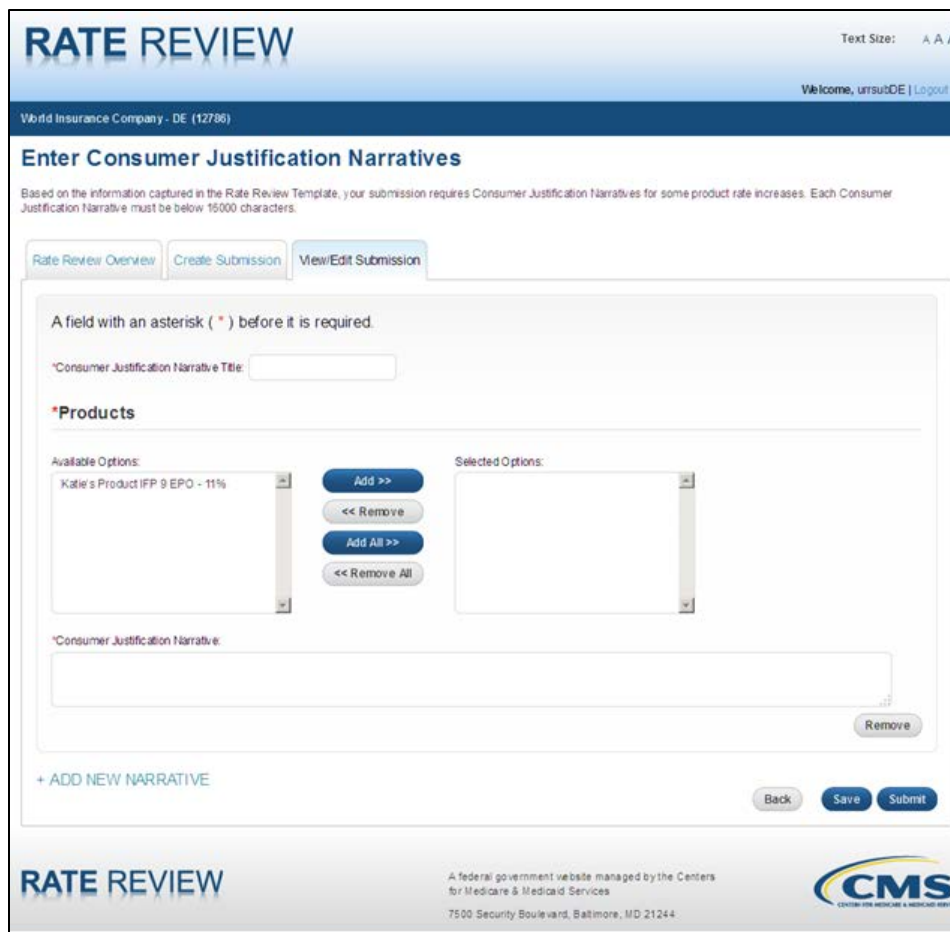 RATE REVIEW
Text Size: A A A
Welcome, urrsubDE | Logout
World Insurance Company - DE (12786)
Enter Consumer Justification Narratives
Based on the information captured in the Rate Review Template, your submission requires Consumer Justification Narratives for some product rate increases. Each Consumer
Justification Narrative must be below 15000 characters.
Rate Review Overview
Create Submission
View/Edit Submission
A field with an asterisk ( * ) before it is required.
*Consumer Justification Narrative Title:
*Products
Available Options:
Selected Options:
Katie's Product IFP 9 EPO - 11%
Add >>
<< Remove
Add All >>
<< Remove All
*Consumer Justification Narrative:
Remove
+ ADD NEW NARRATIVE
Back
Save
Submit
RATE REVIEW
A federal government website managed by the Centers
for Medicare & Medicaid Services
7500 Security Boulevard, Baltimore, MD 21244
CMS
CENTERS FOR MEDICARE & MEDICAID